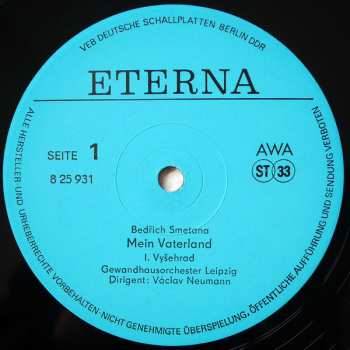 VEB DEUTSCHE SCHALLPLATTEN BERLIN DDR
ETERNA
SEITE 1
8 25 931
AWA
ST 33
Bedřich Smetana
Mein Vaterland
I. Vyšehrad
Gewandhausorchester Leipzig
Dirigent: Václav Neumann
ALLE HERSTELLER- UND URHEBERRECHTE VORBEHALTEN · NICHT GENEHMIGTE ÜBERSPIELUNG, ÖFFENTLICHE AUFFÜHRUNG UND SENDUNG VERBOTEN